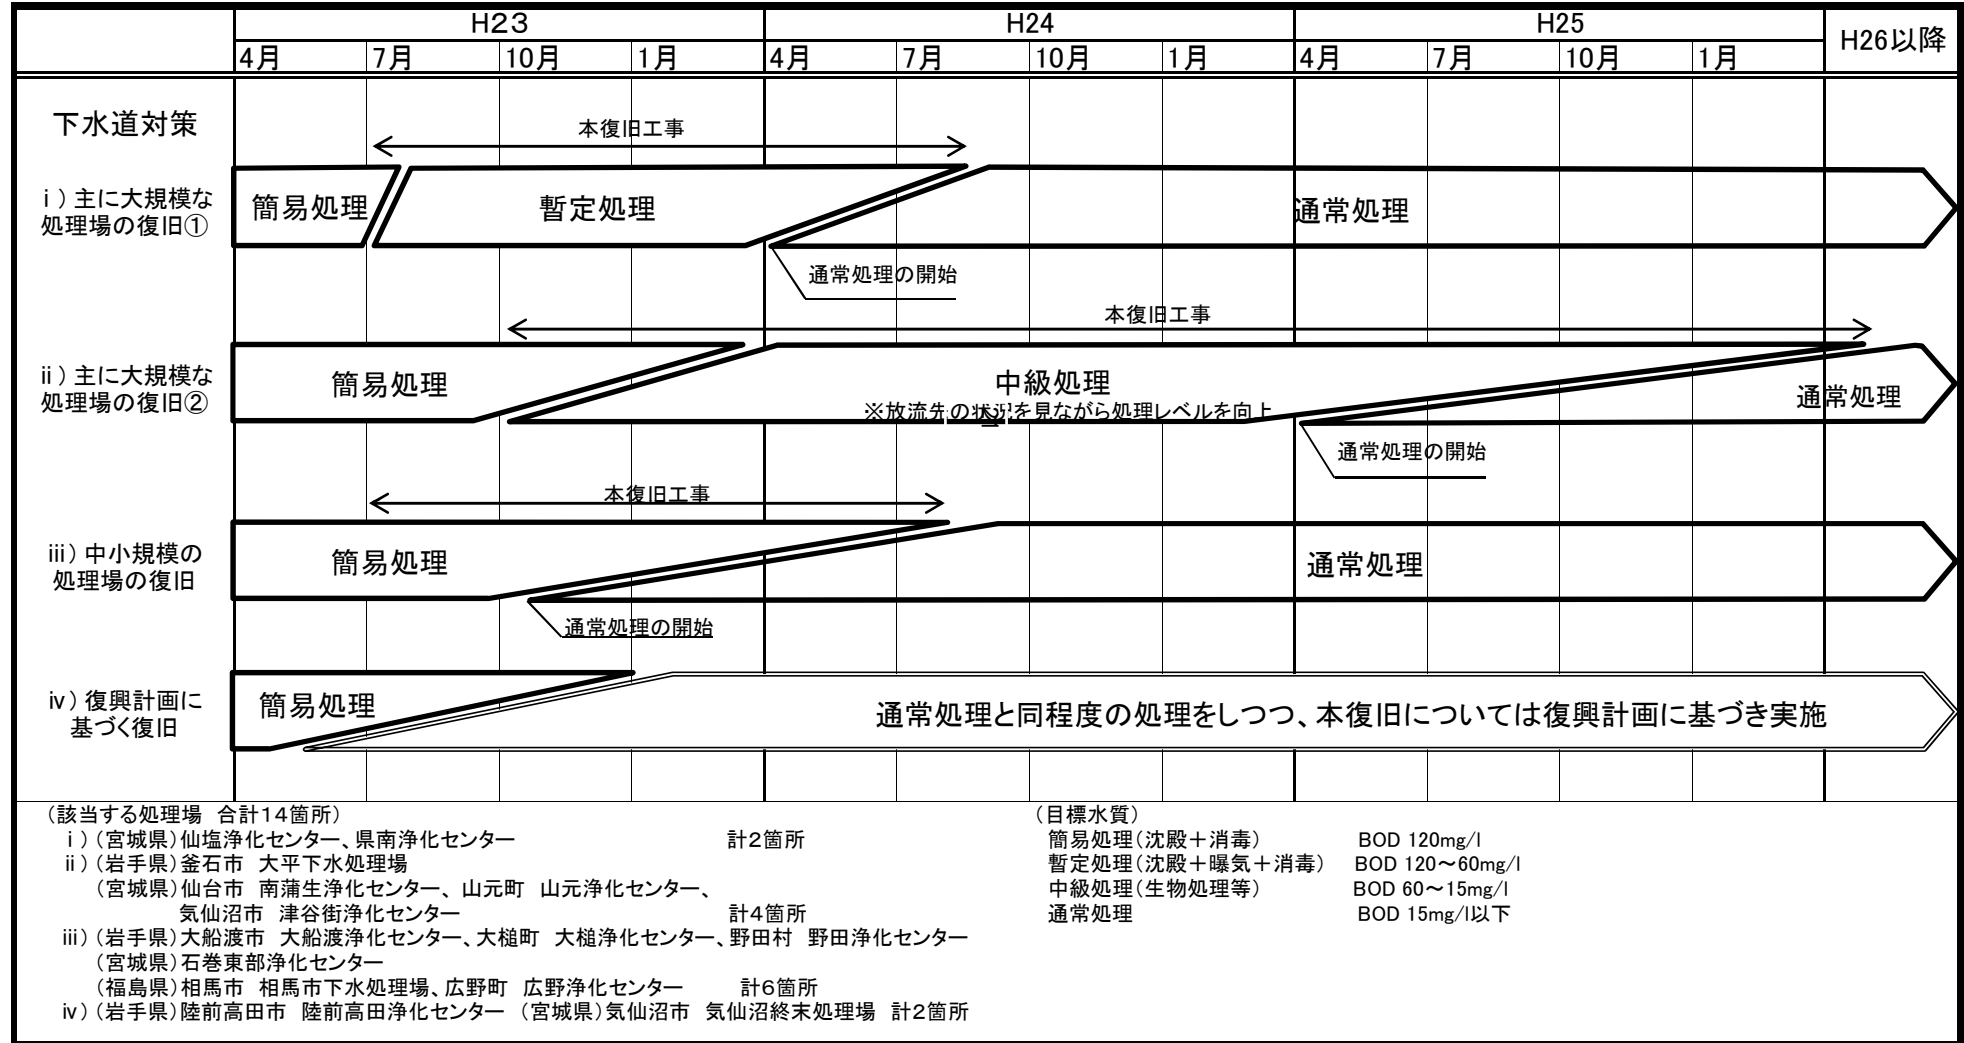 H23 H24 H25 H26以降
4月 7月 10月 1月 4月 7月 10月 1月 4月 7月 10月 1月
下水道対策
本復旧工事
ⅰ）主に大規模な
処理場の復旧①
簡易処理 暫定処理 通常処理
通常処理の開始
本復旧工事
ⅱ）主に大規模な
処理場の復旧②
簡易処理 中級処理 通常処理
※放流先の状況を見ながら処理レベルを向上
通常処理の開始
本復旧工事
ⅲ）中小規模の
処理場の復旧
簡易処理 通常処理
通常処理の開始
ⅳ）復興計画に
基づく復旧
簡易処理 通常処理と同程度の処理をしつつ、本復旧については復興計画に基づき実施
（該当する処理場 合計14箇所）
ⅰ）（宮城県）仙塩浄化センター、県南浄化センター 計2箇所
ⅱ）（岩手県）釜石市 大平下水処理場
（宮城県）仙台市 南蒲生浄化センター、山元町 山元浄化センター、
気仙沼市 津谷街浄化センター 計4箇所
ⅲ）（岩手県）大船渡市 大船渡浄化センター、大槌町 大槌浄化センター、野田村 野田浄化センター
（宮城県）石巻東部浄化センター
（福島県）相馬市 相馬市下水処理場、広野町 広野浄化センター 計6箇所
ⅳ）（岩手県）陸前高田市 陸前高田浄化センター （宮城県）気仙沼市 気仙沼終末処理場 計2箇所
（目標水質）
簡易処理（沈殿＋消毒） BOD 120mg/l
暫定処理（沈殿＋曝気＋消毒） BOD 120～60mg/l
中級処理（生物処理等） BOD 60～15mg/l
通常処理 BOD 15mg/l以下